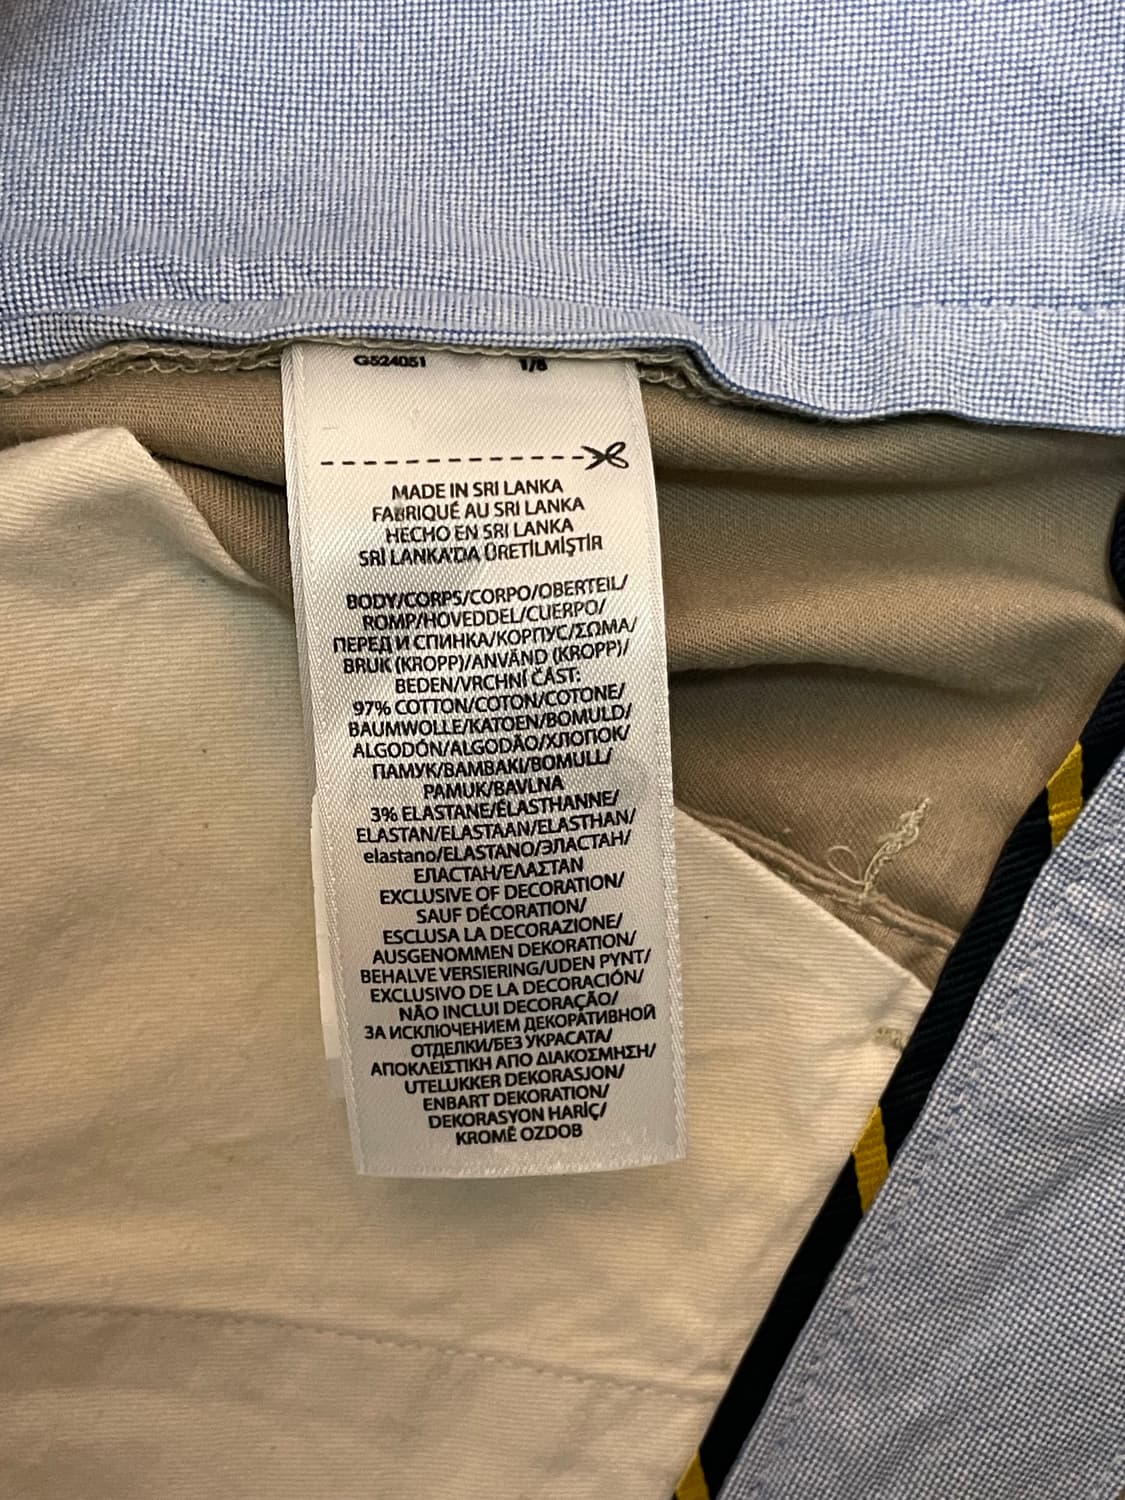 G524051 1/8
MADE IN SRI LANKA
FABRIQUÉ AU SRI LANKA
HECHO EN SRI LANKA
SRİ LANKA'DA ÜRETİLMİŞTİR
BODY/CORPS/CORPO/OBERTEIL/
ROMP/HOVEDDEL/CUERPO/
ПЕРЕД И СПИНКА/КОРПУС/ΣΩΜΑ/
BRUK (KROPP)/ANVÄND (KROPP)/
BEDEN/VRCHNÍ ČÁST:
97% COTTON/COTON/COTONE/
BAUMWOLLE/KATOEN/BOMULD/
ALGODÓN/ALGODÃO/ХЛОПОК/
ПАМУК/ΒΑΜΒΑΚΙ/BOMULL/
PAMUK/BAVLNA
3% ELASTANE/ÉLASTHANNE/
ELASTAN/ELASTAAN/ELASTHAN/
elastano/ELASTANO/ЭЛАСТАН/
ЕЛАСТАН/ΕΛΑΣΤΑΝ
EXCLUSIVE OF DECORATION/
SAUF DÉCORATION/
ESCLUSA LA DECORAZIONE/
AUSGENOMMEN DEKORATION/
BEHALVE VERSIERING/UDEN PYNT/
EXCLUSIVO DE LA DECORACIÓN/
NÃO INCLUI DECORAÇÃO/
ЗА ИСКЛЮЧЕНИЕМ ДЕКОРАТИВНОЙ
ОТДЕЛКИ/БЕЗ УКРАСАТА/
ΑΠΟΚΛΕΙΣΤΙΚΗ ΑΠΟ ΔΙΑΚΟΣΜΗΣΗ/
UTELUKKER DEKORASJON/
ENBART DEKORATION/
DEKORASYON HARİÇ/
KROMĚ OZDOB